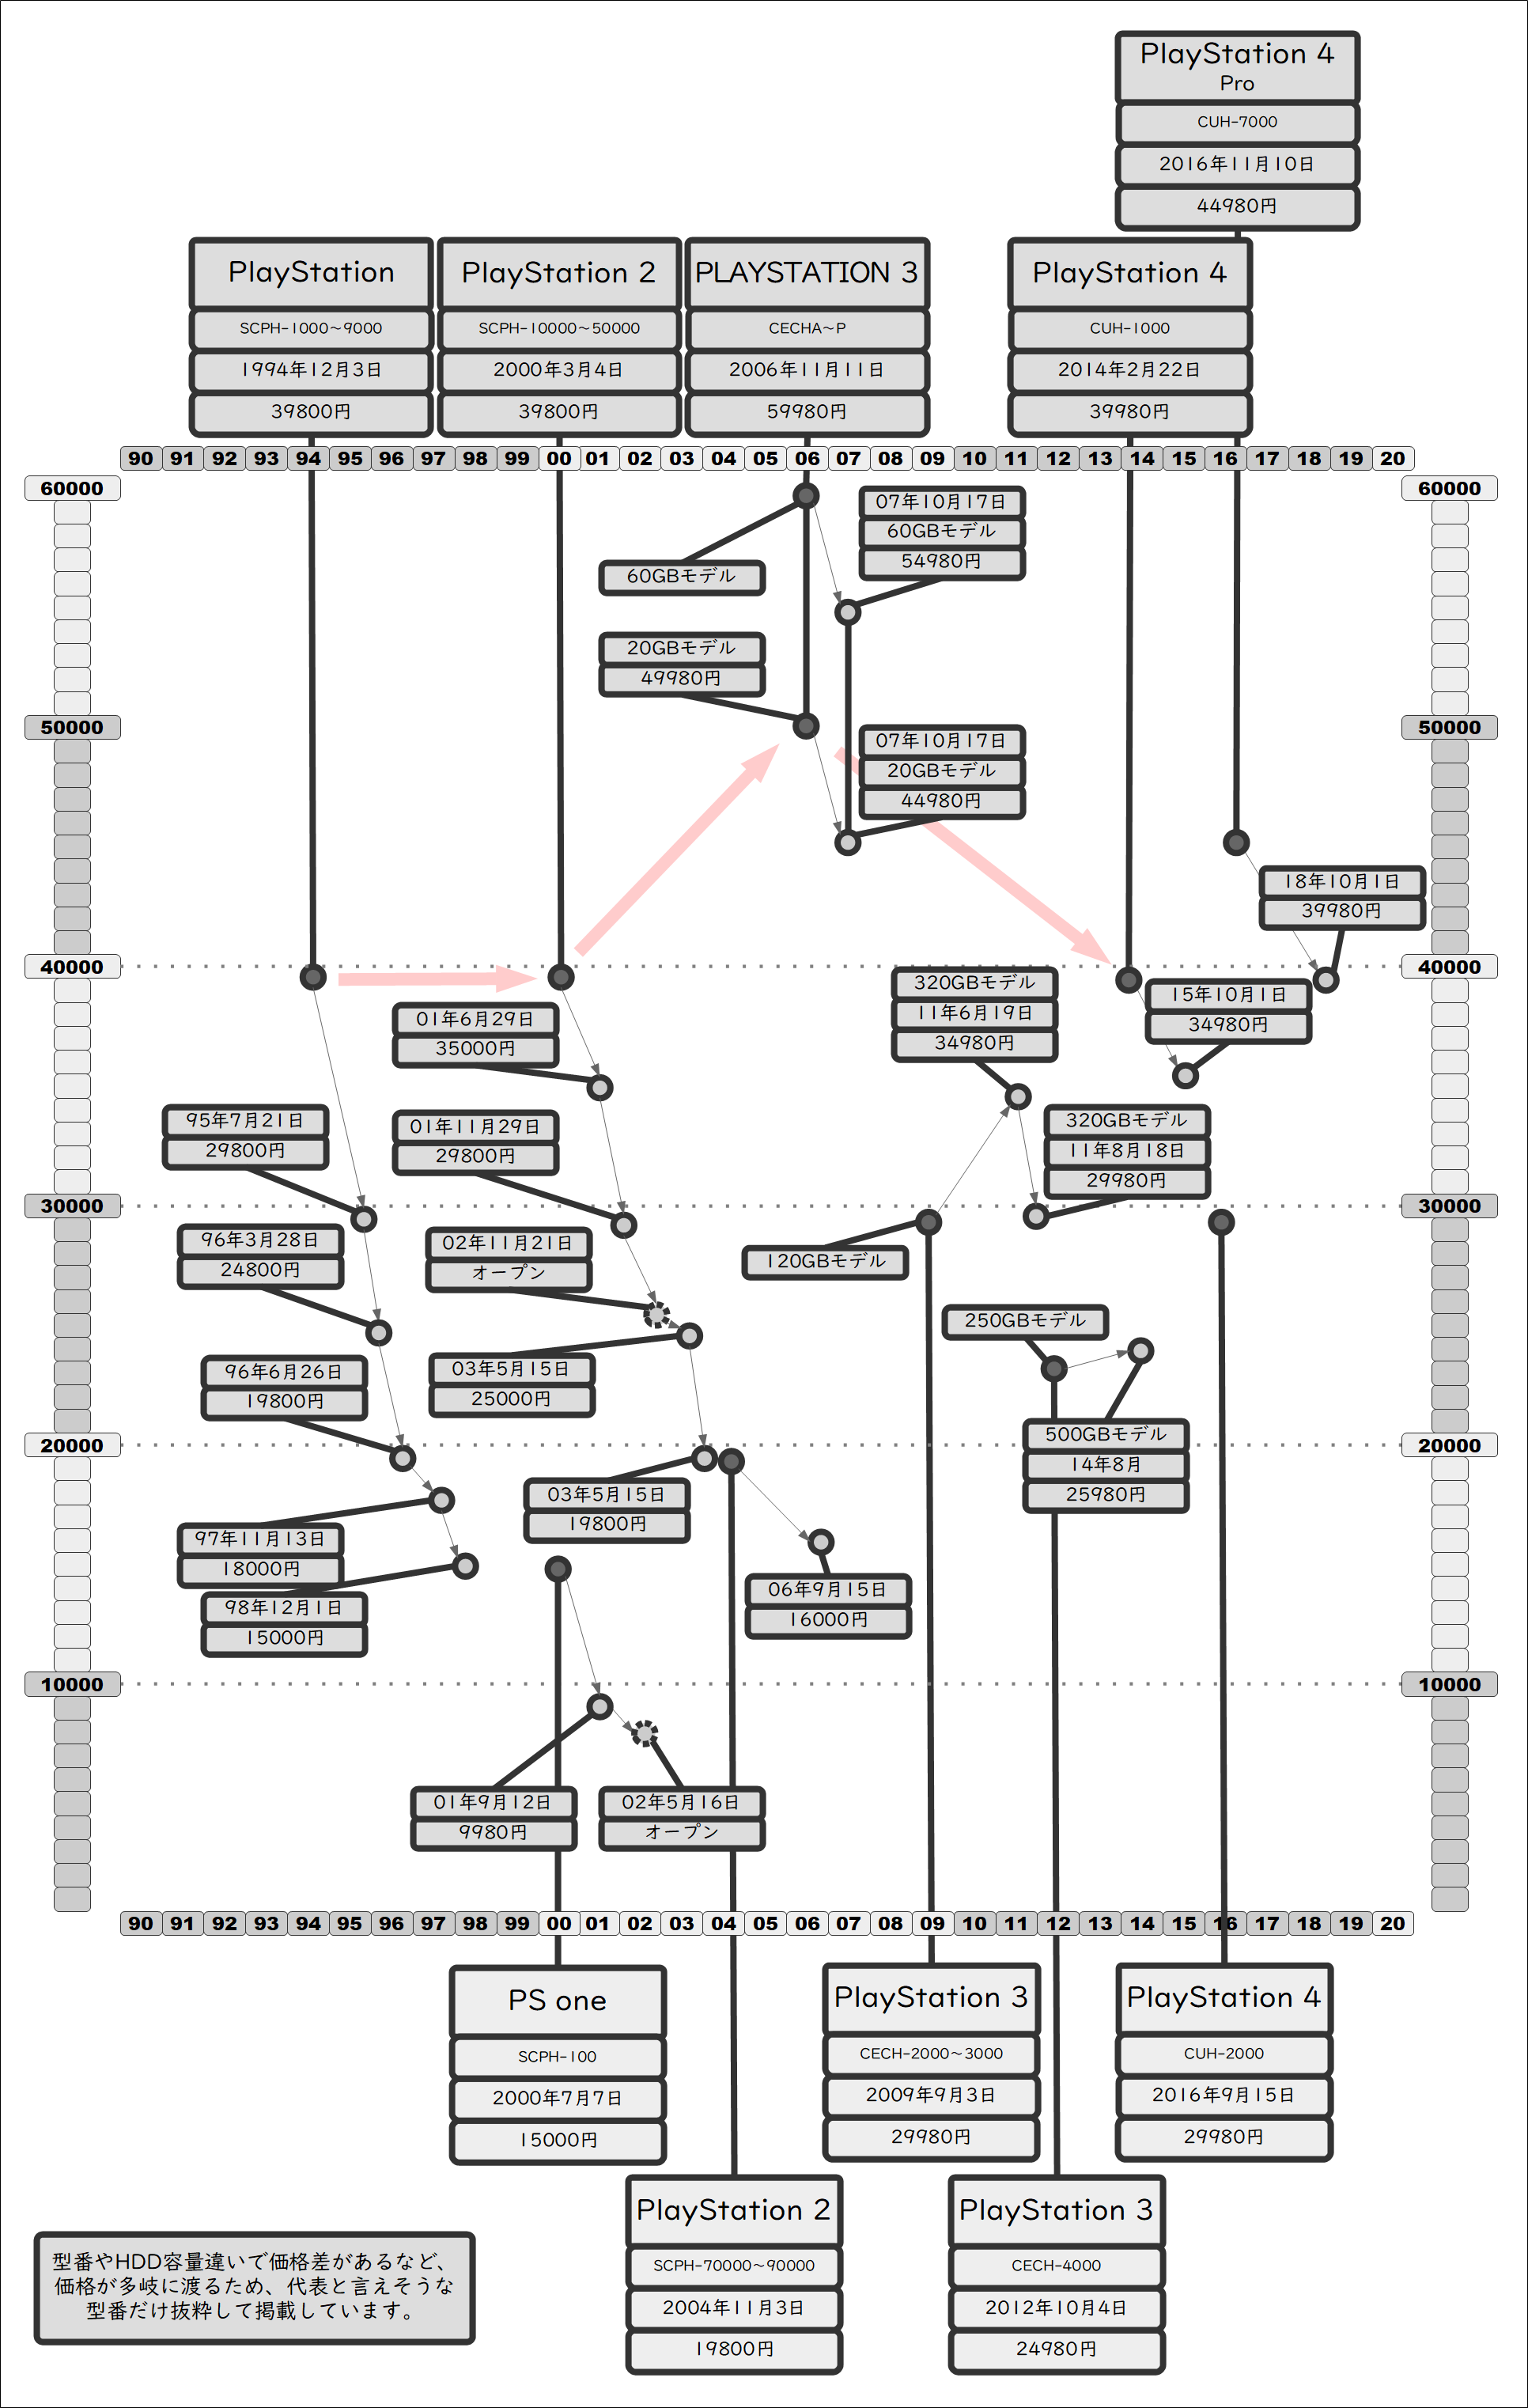 PlayStation 4
Pro
CUH-7000
2016年11月10日
44980円
PlayStation
SCPH-1000~9000
1994年12月3日
39800円
PlayStation 2
SCPH-10000~50000
2000年3月4日
39800円
PLAYSTATION 3
CECHA~P
2006年11月11日
59980円
PlayStation 4
CUH-1000
2014年2月22日
39980円
90 91 92 93 94 95 96 97 98 99 00 01 02 03 04 05 06 07 08 09 10 11 12 13 14 15 16 17 18 19 20
60000
60000
07年10月17日
60GBモデル
54980円
60GBモデル
20GBモデル
49980円
50000
50000
07年10月17日
20GBモデル
44980円
18年10月1日
39980円
40000
40000
320GBモデル
11年6月19日
34980円
15年10月1日
34980円
01年6月29日
35000円
95年7月21日
29800円
01年11月29日
29800円
320GBモデル
11年8月18日
29980円
30000
30000
96年3月28日
24800円
02年11月21日
オープン
120GBモデル
250GBモデル
96年6月26日
19800円
03年5月15日
25000円
500GBモデル
14年8月
25980円
20000
20000
03年5月15日
19800円
97年11月13日
18000円
98年12月1日
15000円
06年9月15日
16000円
10000
10000
01年9月12日
9980円
02年5月16日
オープン
90 91 92 93 94 95 96 97 98 99 00 01 02 03 04 05 06 07 08 09 10 11 12 13 14 15 16 17 18 19 20
PS one
SCPH-100
2000年7月7日
15000円
PlayStation 3
CECH-2000~3000
2009年9月3日
29980円
PlayStation 4
CUH-2000
2016年9月15日
29980円
PlayStation 2
SCPH-70000~90000
2004年11月3日
19800円
PlayStation 3
CECH-4000
2012年10月4日
24980円
型番やHDD容量違いで価格差があるなど、
価格が多岐に渡るため、代表と言えそうな
型番だけ抜粋して掲載しています。